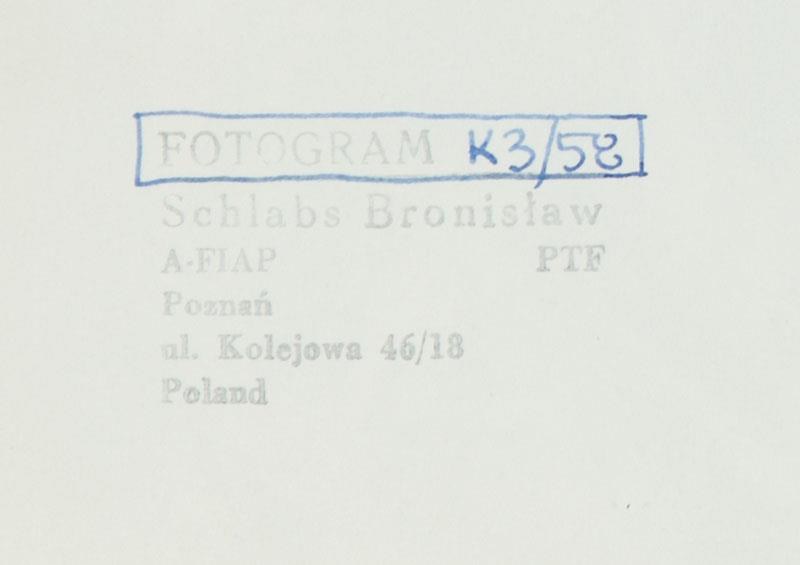 FOTOGRAM K3/58
Schlabs Bronisław
A-FIAP PTF
Poznań
ul. Kolejowa 46/18
Poland